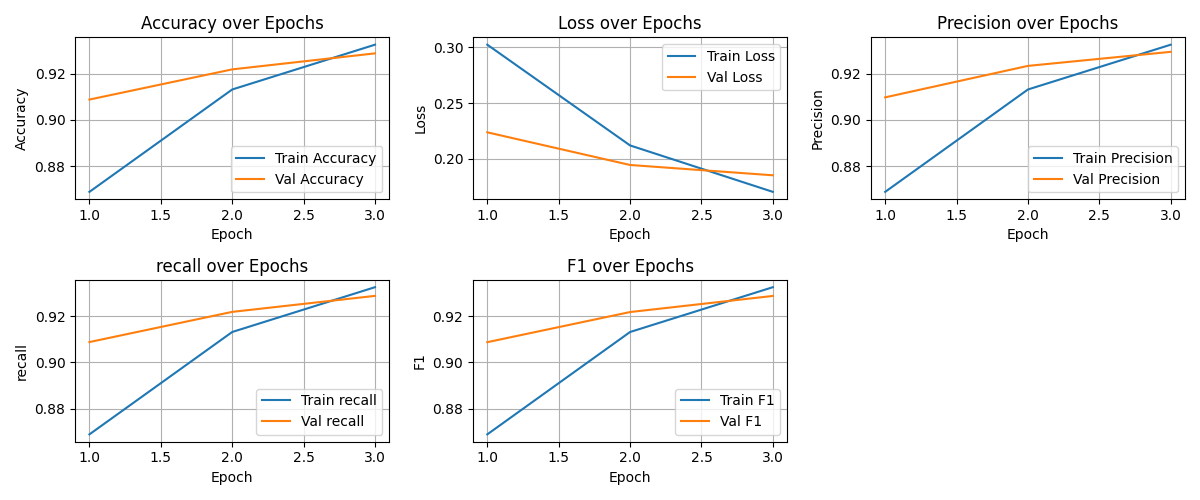 Accuracy over Epochs
Accuracy
0.92
0.90
0.88
Train Accuracy
Val Accuracy
1.0 1.5 2.0 2.5 3.0
Epoch
Loss over Epochs
Loss
0.30
0.25
0.20
Train Loss
Val Loss
1.0 1.5 2.0 2.5 3.0
Epoch
Precision over Epochs
Precision
0.92
0.90
0.88
Train Precision
Val Precision
1.0 1.5 2.0 2.5 3.0
Epoch
recall over Epochs
recall
0.92
0.90
0.88
Train recall
Val recall
1.0 1.5 2.0 2.5 3.0
Epoch
F1 over Epochs
F1
0.92
0.90
0.88
Train F1
Val F1
1.0 1.5 2.0 2.5 3.0
Epoch